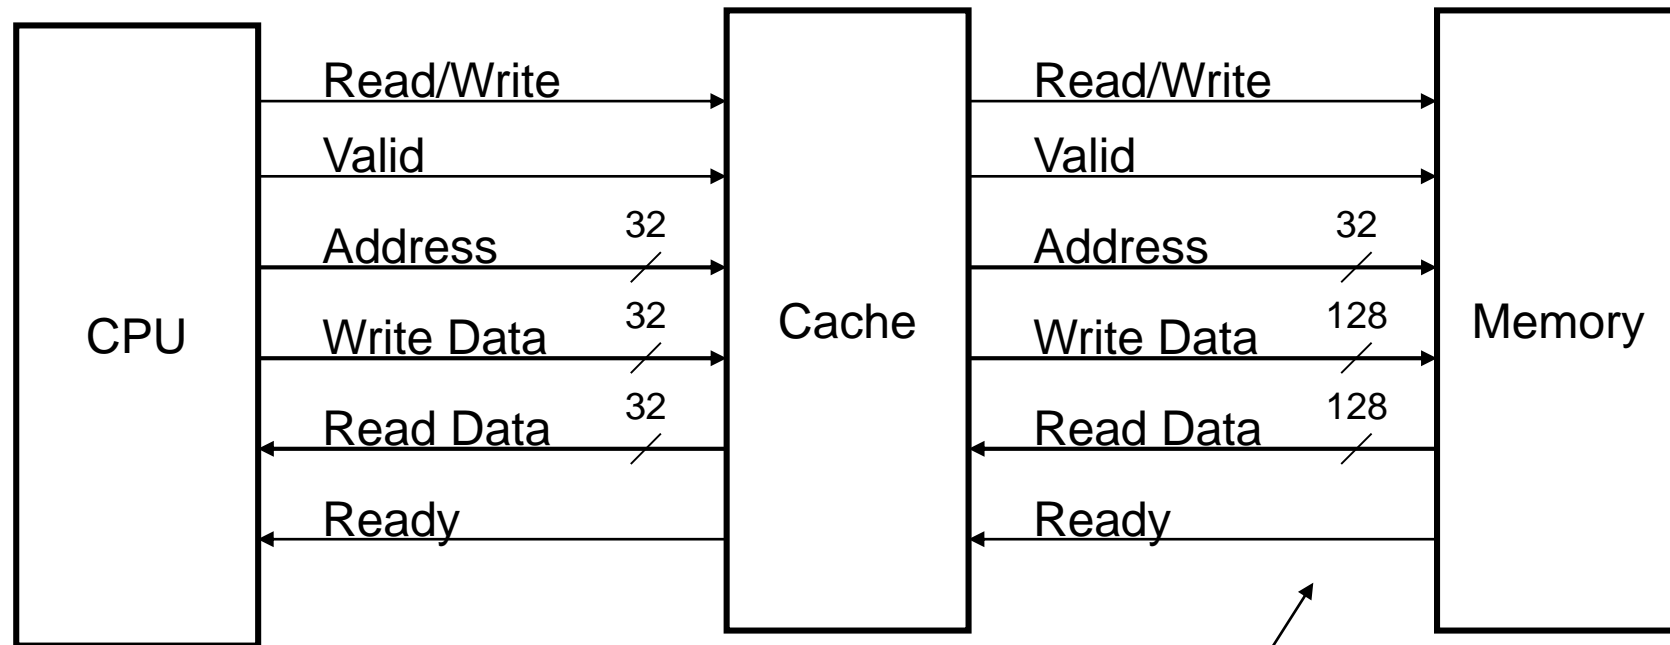 Read/Write
Read/Write
Valid
Valid
32
32
Address
Address
32
128
CPU
Write Data
Cache
Write Data
Memory
32
128
Read Data
Read Data
Ready
Ready